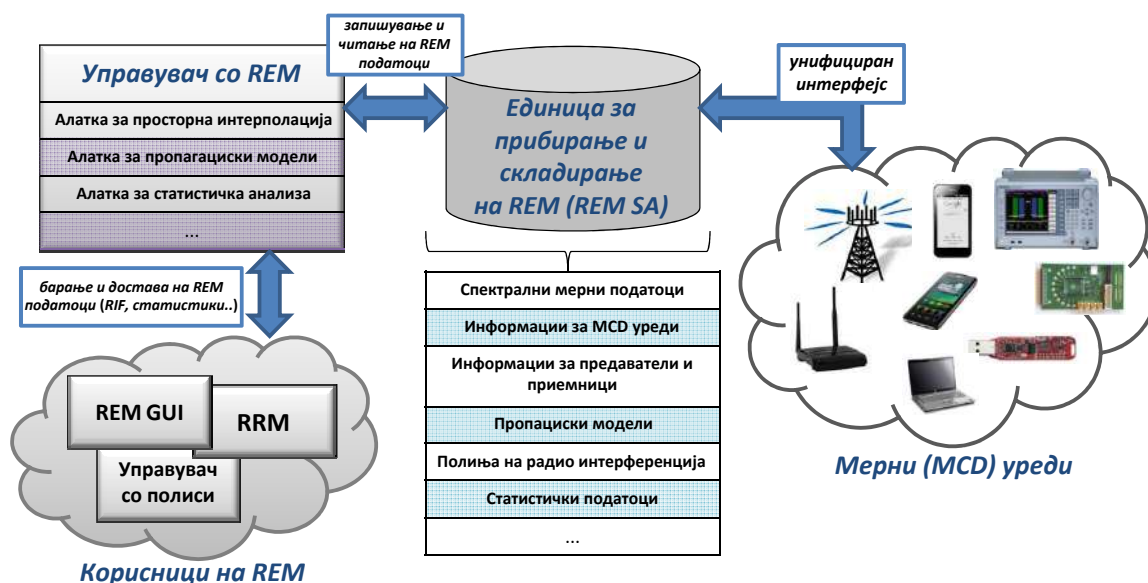 запишување и
читање на REM
податоци
Управувач со REM
Алатка за просторна интерполација
Алатка за пропагациски модели
Алатка за статистичка анализа
...
Единица за
прибирање и
складирање
на REM (REM SA)
унифициран
интерфејс
барање и достава на REM
податоци (RIF, статистики..)
Спектрални мерни податоци
Информации за MCD уреди
Информации за предаватели и
приемници
Пропациски модели
Полиња на радио интерференција
Статистички податоци
...
REM GUI
RRM
Управувач
со полиси
Корисници на REM
Мерни (MCD) уреди